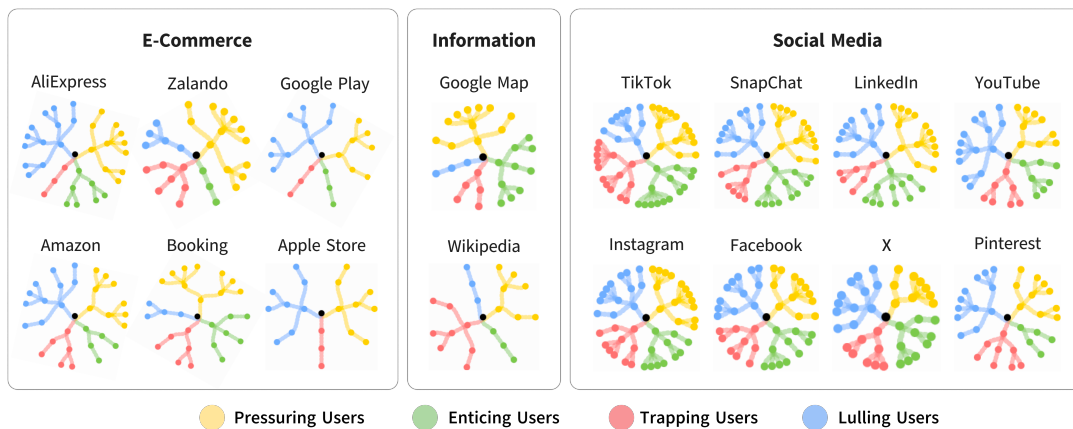 E-Commerce
Information
Social Media
AliExpress
Zalando
Google Play
Google Map
TikTok
SnapChat
LinkedIn
YouTube
Amazon
Booking
Apple Store
Wikipedia
Instagram
Facebook
X
Pinterest
Pressuring Users
Enticing Users
Trapping Users
Lulling Users